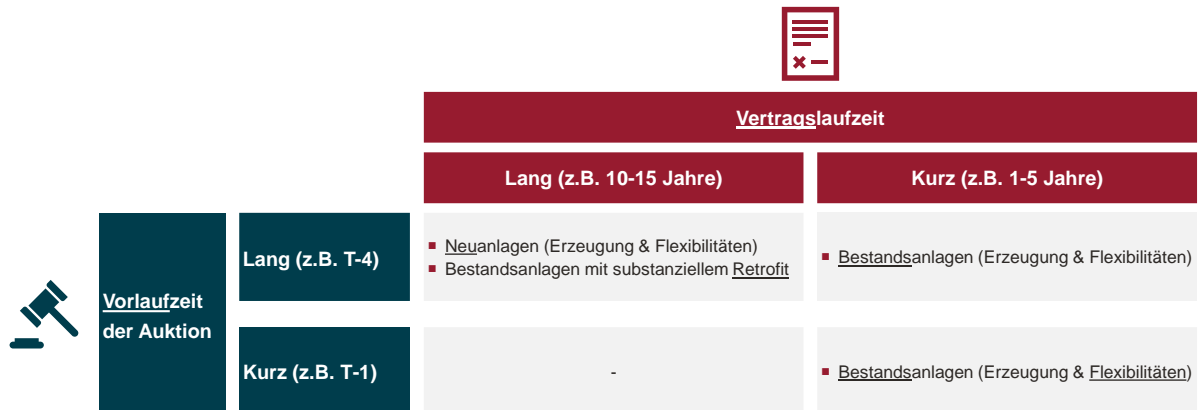 Vertragslaufzeit
Lang (z.B. 10-15 Jahre)
Kurz (z.B. 1-5 Jahre)
Vorlaufzeit
der Auktion
Lang (z.B. T-4)
Neuanlagen (Erzeugung & Flexibilitäten)
Bestandsanlagen mit substanziellem Retrofit
Bestandsanlagen (Erzeugung & Flexibilitäten)
Kurz (z.B. T-1)
-
Bestandsanlagen (Erzeugung & Flexibilitäten)